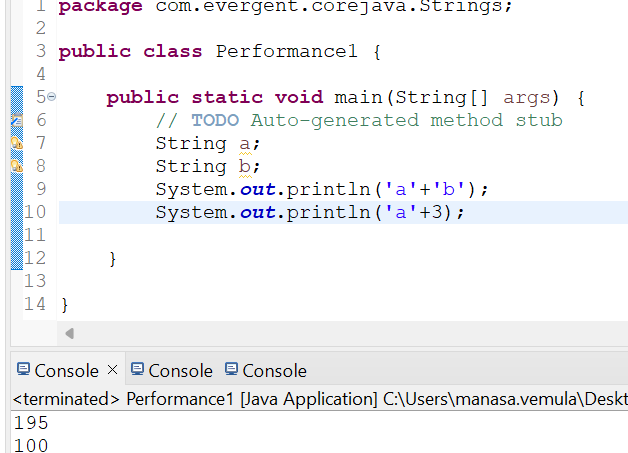 1 package com.evergent.corejava.Strings;
2
3 public class Performance1 {
4
5 public static void main(String[] args) {
6 // TODO Auto-generated method stub
7 String a;
8 String b;
9 System.out.println('a'+'b');
10 System.out.println('a'+3);
11
12 }
13
14 }
Console × Console Console
<terminated> Performance1 [Java Application] C:\Users\manasa.vemula\Deskt
195
100